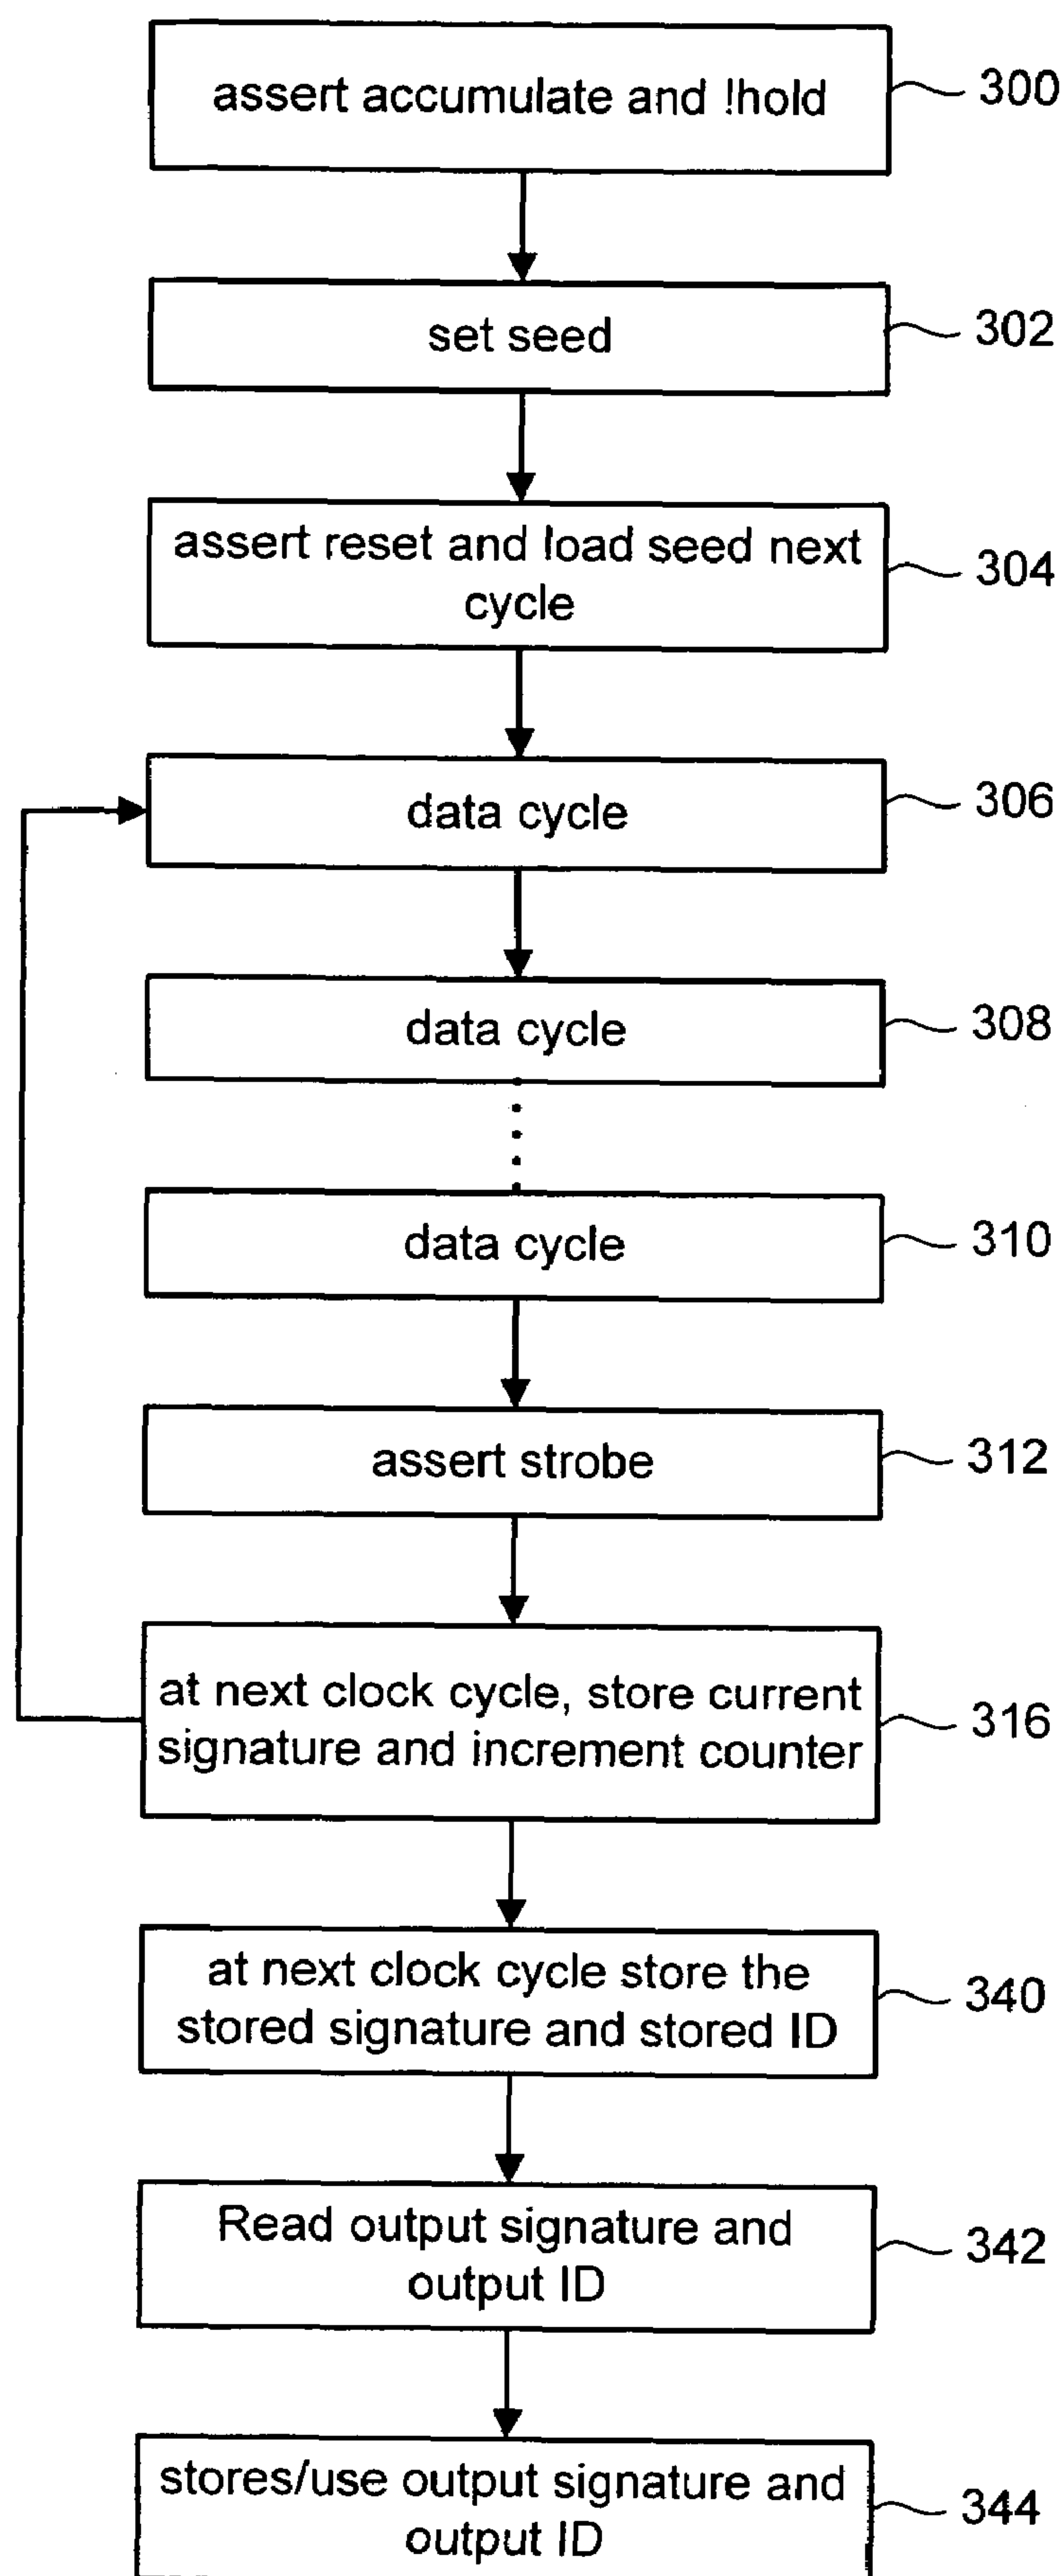 assert accumulate and !hold
300
set seed
302
assert reset and load seed next
cycle
304
data cycle
306
data cycle
308
data cycle
310
assert strobe
312
at next clock cycle, store current
signature and increment counter
316
at next clock cycle store the
stored signature and stored ID
340
Read output signature and
output ID
342
stores/use output signature and
output ID
344